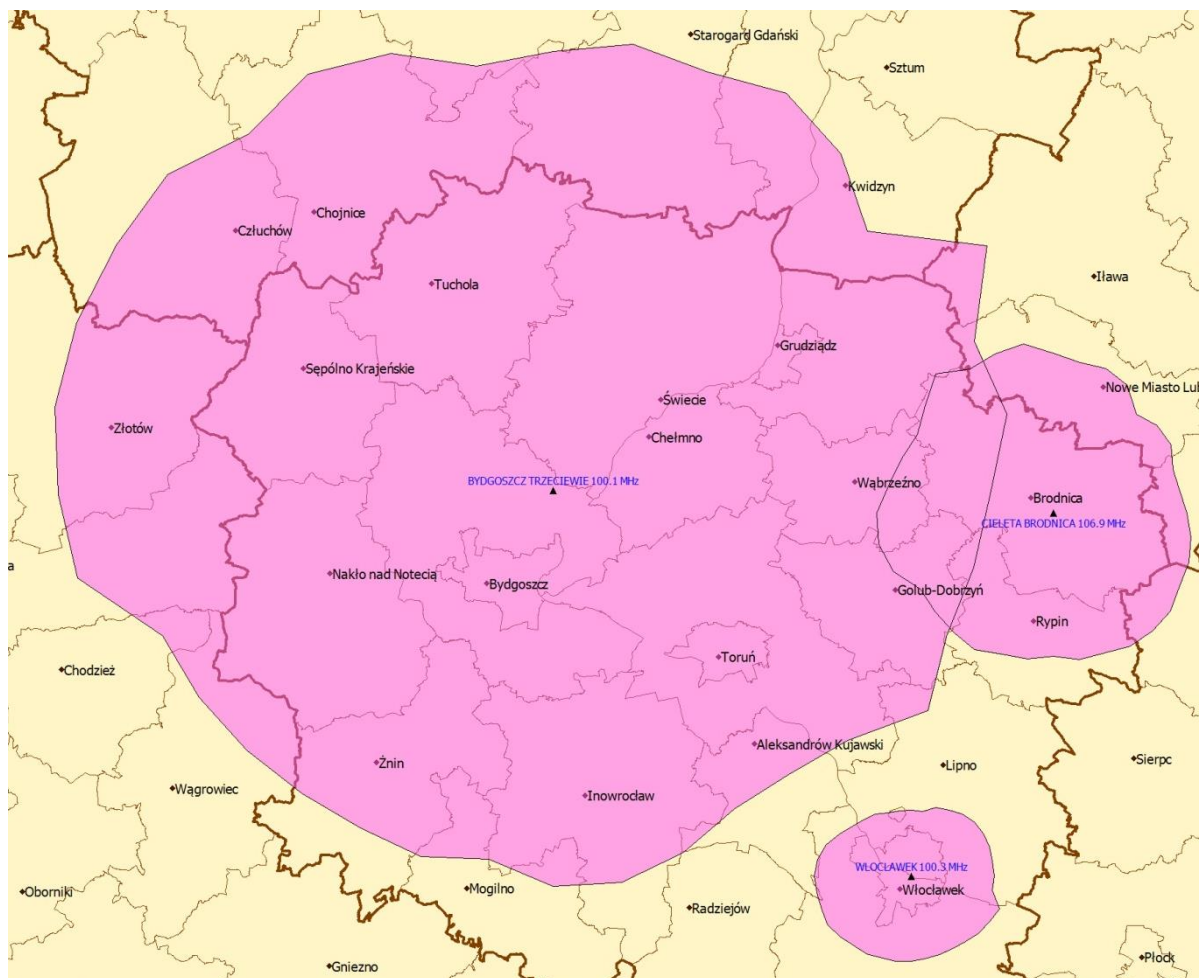 Starogard Gdański
Sztum
Kwidzyn
Chojnice
Człuchów
Iława
Tuchola
Grudziądz
Sępólno Krajeńskie
Nowe Miasto Lub
Świecie
Złotów
Chełmno
BYDGOSZCZ TRZECIEWIE 100.1 MHz
Wąbrzeźno
Brodnica
CIELĘTA BRODNICA 106.9 MHz
a
Nakło nad Notecią
Bydgoszcz
Golub-Dobrzyń
Rypin
Toruń
Chodzież
Aleksandrów Kujawski
Żnin
Lipno
Sierpc
Wągrowiec
Inowrocław
WŁOCŁAWEK 100.3 MHz
Włocławek
Mogilno
Oborniki
Radziejów
Płock
Gniezno